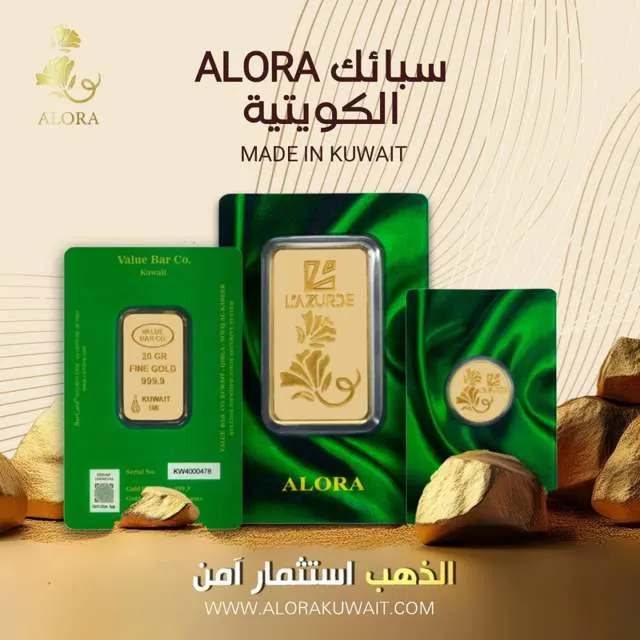 ALORA
سبائك ALORA
الكويتية
MADE IN KUWAIT
Value Bar Co.
Kuwait
VALUE
BAR CO.
20 GR
FINE GOLD
999.9
KUWAIT
Serial No.
KW4000478
L'AZURDE
ALORA
الذهب استثمار آمن
WWW.ALORAKUWAIT.COM